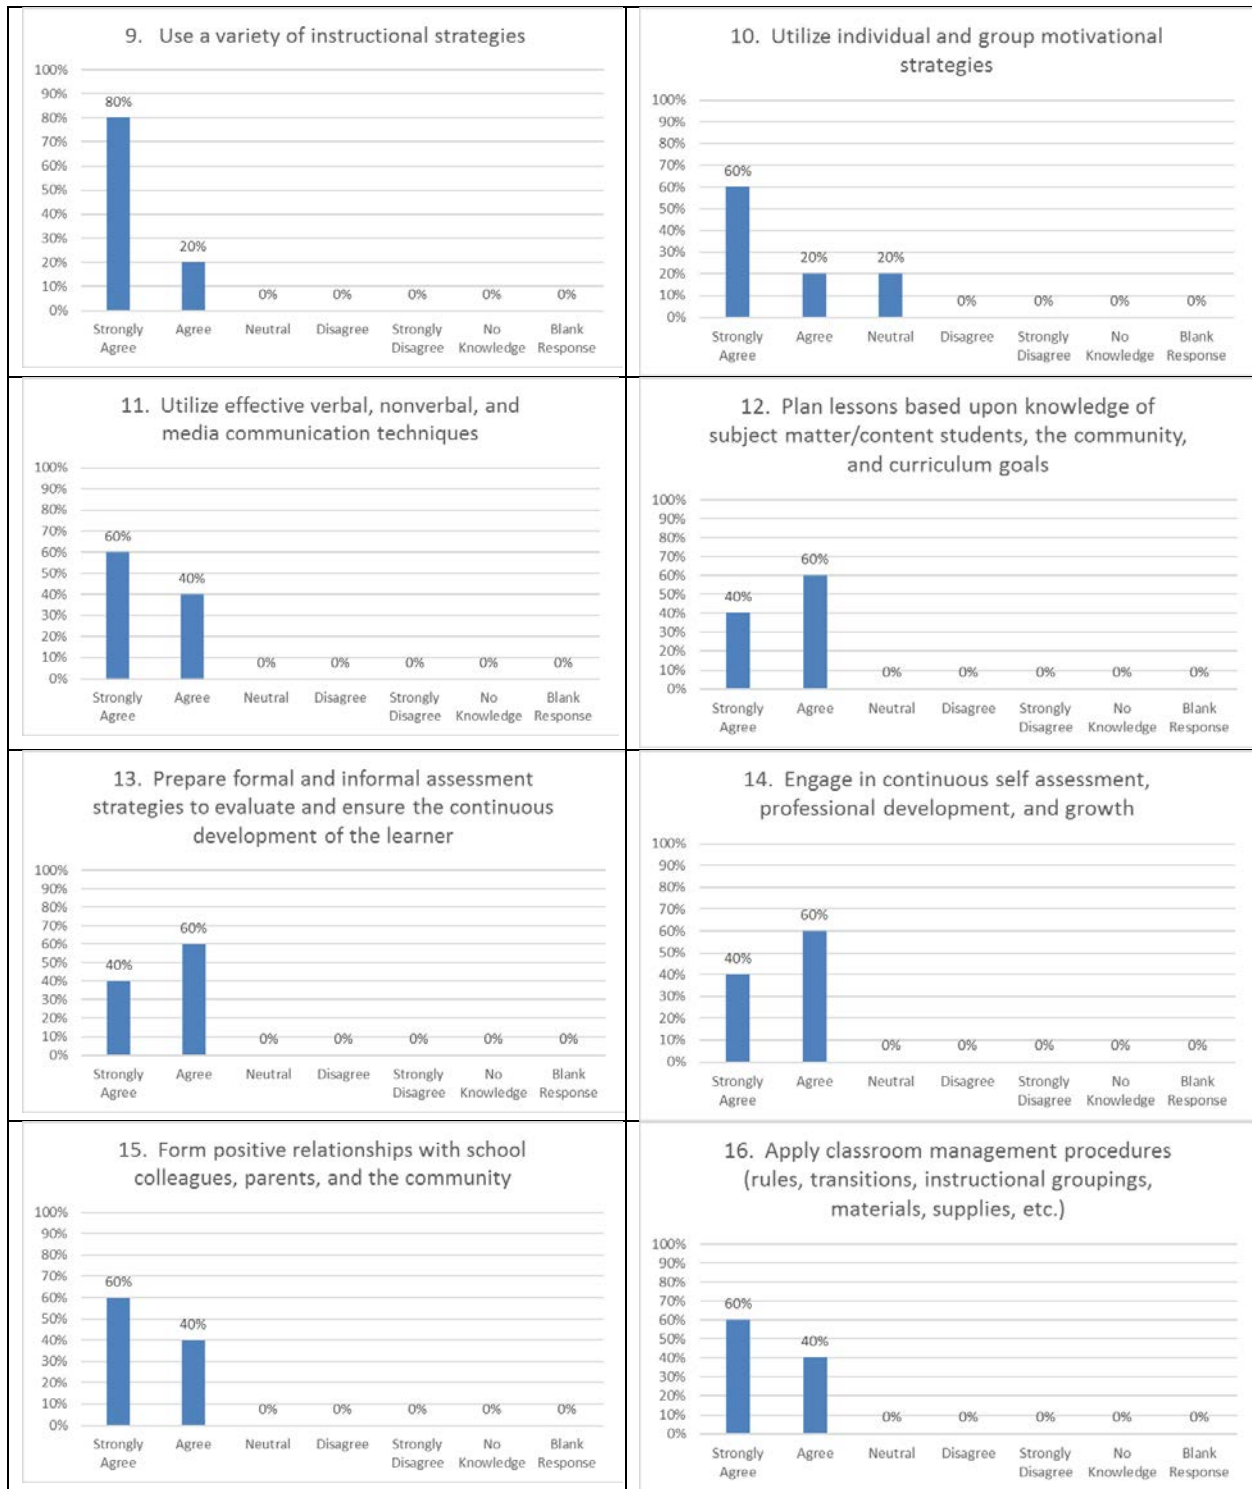 9. Use a variety of instructional strategies
100%
90%
80%
70%
60%
50%
40%
30%
20%
10%
0%
80%
20%
0%
0%
0%
0%
0%
Strongly Agree
Agree
Neutral
Disagree
Strongly Disagree
No Knowledge
Blank Response
10. Utilize individual and group motivational
strategies
100%
90%
80%
70%
60%
50%
40%
30%
20%
10%
0%
60%
20%
20%
0%
0%
0%
0%
Strongly Agree
Agree
Neutral
Disagree
Strongly Disagree
No Knowledge
Blank Response
11. Utilize effective verbal, nonverbal, and
media communication techniques
100%
90%
80%
70%
60%
50%
40%
30%
20%
10%
0%
60%
40%
0%
0%
0%
0%
0%
Strongly Agree
Agree
Neutral
Disagree
Strongly Disagree
No Knowledge
Blank Response
12. Plan lessons based upon knowledge of
subject matter/content students, the community,
and curriculum goals
100%
90%
80%
70%
60%
50%
40%
30%
20%
10%
0%
40%
60%
0%
0%
0%
0%
0%
Strongly Agree
Agree
Neutral
Disagree
Strongly Disagree
No Knowledge
Blank Response
13. Prepare formal and informal assessment
strategies to evaluate and ensure the continuous
development of the learner
100%
90%
80%
70%
60%
50%
40%
30%
20%
10%
0%
40%
60%
0%
0%
0%
0%
0%
Strongly Agree
Agree
Neutral
Disagree
Strongly Disagree
No Knowledge
Blank Response
14. Engage in continuous self assessment,
professional development, and growth
100%
90%
80%
70%
60%
50%
40%
30%
20%
10%
0%
40%
60%
0%
0%
0%
0%
0%
Strongly Agree
Agree
Neutral
Disagree
Strongly Disagree
No Knowledge
Blank Response
15. Form positive relationships with school
colleagues, parents, and the community
100%
90%
80%
70%
60%
50%
40%
30%
20%
10%
0%
60%
40%
0%
0%
0%
0%
0%
Strongly Agree
Agree
Neutral
Disagree
Strongly Disagree
No Knowledge
Blank Response
16. Apply classroom management procedures
(rules, transitions, instructional groupings,
materials, supplies, etc.)
100%
90%
80%
70%
60%
50%
40%
30%
20%
10%
0%
60%
40%
0%
0%
0%
0%
0%
Strongly Agree
Agree
Neutral
Disagree
Strongly Disagree
No Knowledge
Blank Response